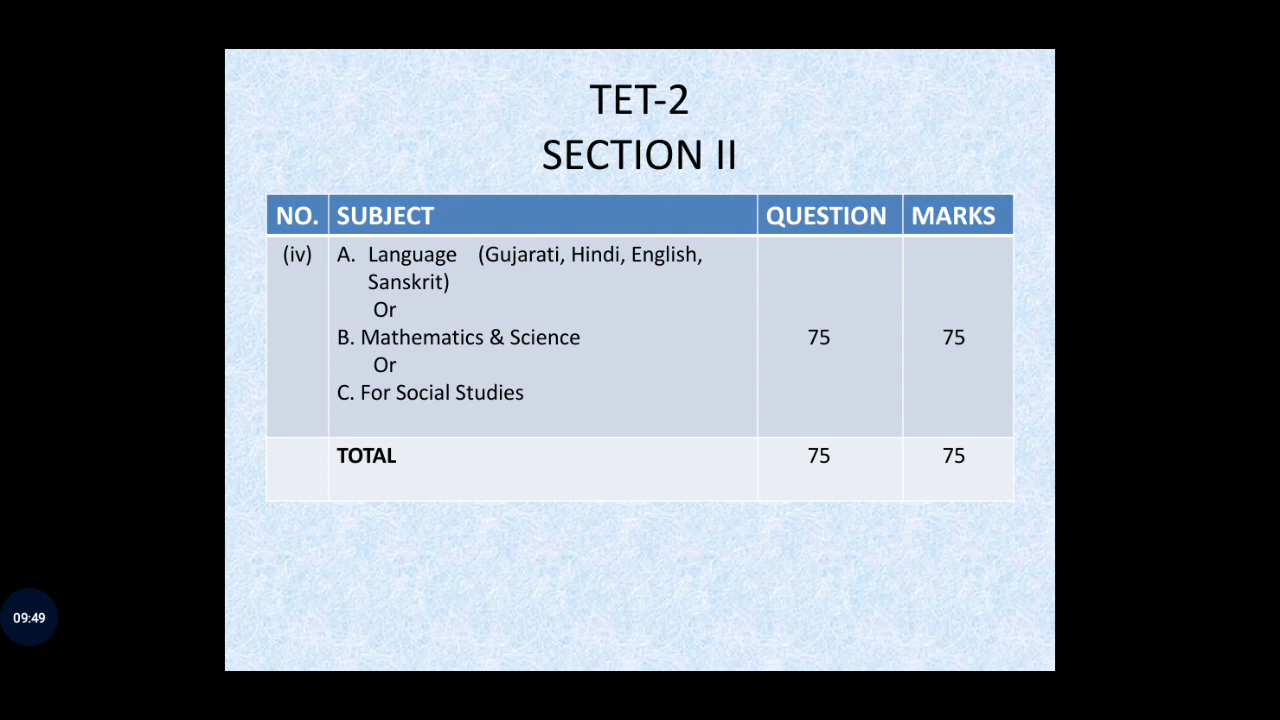 TET-2
SECTION II
NO. SUBJECT QUESTION MARKS
(iv) A. Language (Gujarati, Hindi, English,
Sanskrit)
Or
B. Mathematics & Science 75 75
Or
C. For Social Studies
TOTAL 75 75
09:49